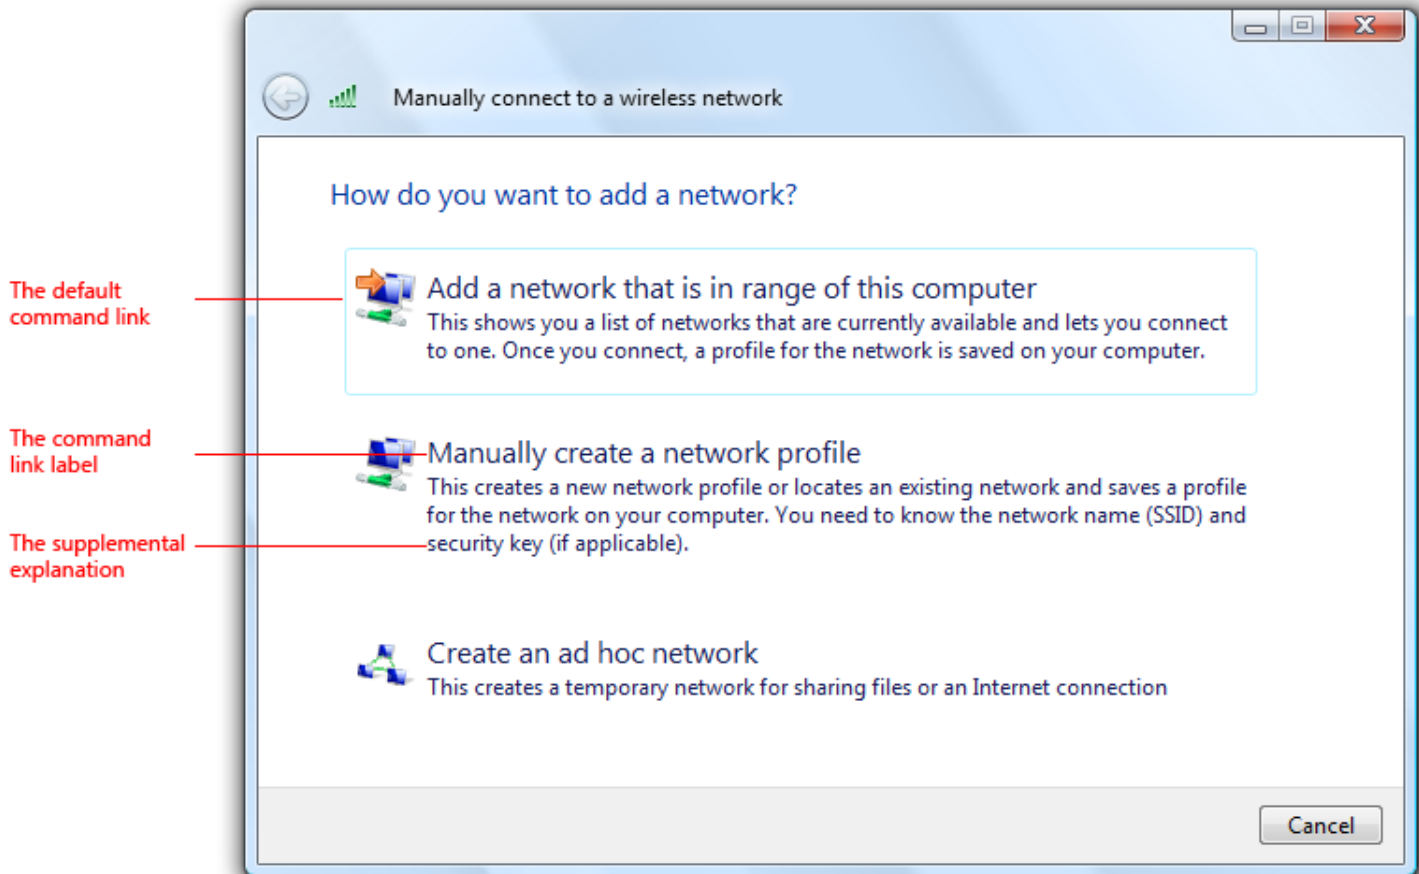 Manually connect to a wireless network
How do you want to add a network?
The default
command link
Add a network that is in range of this computer
This shows you a list of networks that are currently available and lets you connect
to one. Once you connect, a profile for the network is saved on your computer.
The command
link label
Manually create a network profile
This creates a new network profile or locates an existing network and saves a profile
for the network on your computer. You need to know the network name (SSID) and
security key (if applicable).
The supplemental
explanation
Create an ad hoc network
This creates a temporary network for sharing files or an Internet connection
Cancel